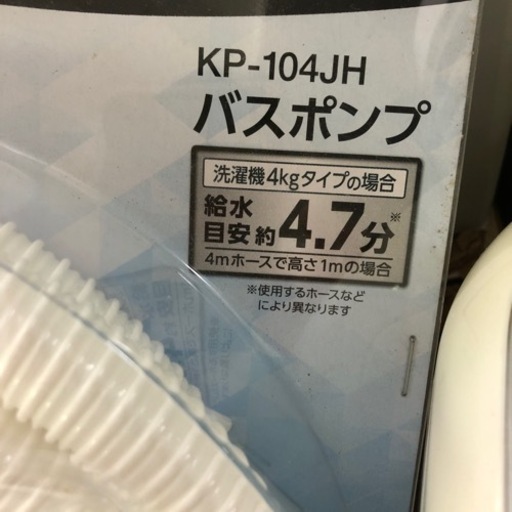 KP-104JH
バスポンプ
洗濯機4kgタイプの場合
給水
目安 約4.7分※
4mホースで高さ1mの場合
※使用するホースなど
により異なります